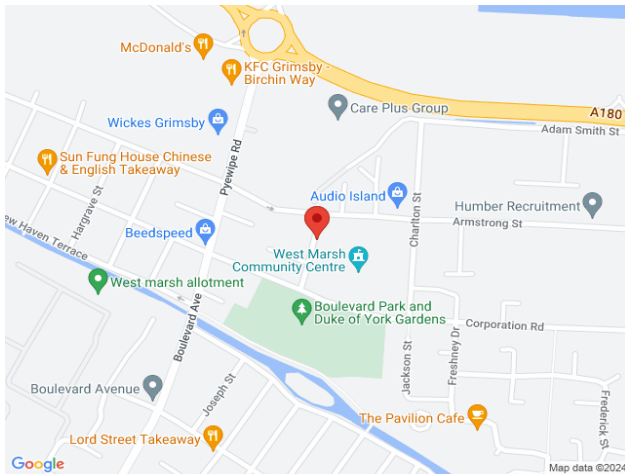 McDonald's
KFC Grimsby -
Birchin Way
Care Plus Group
A180
Adam Smith St
Wickes Grimsby
Pyewipe Rd
Sun Fung House Chinese
& English Takeaway
Hargrave St
Audio Island
Charlton St
Humber Recruitment
Armstrong St
ew Haven Terrace
Beedspeed
West Marsh
Community Centre
West marsh allotment
Boulevard Ave
Boulevard Park and
Duke of York Gardens
Corporation Rd
Jackson St
Freshney Dr
Boulevard Avenue
Joseph St
Frederick St
The Pavilion Cafe
Lord Street Takeaway
Google
Map data ©2024